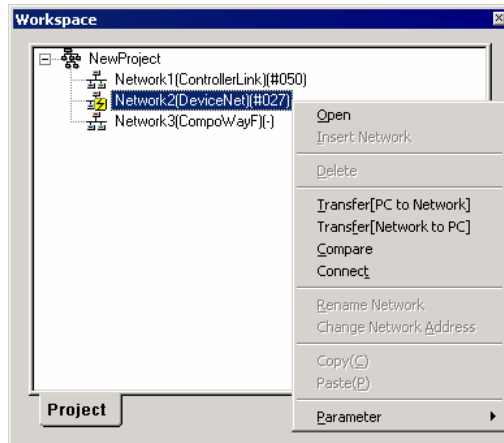 Workspace
NewProject
Network1(ControllerLink)(#050)
Network2(DeviceNet)(#027)
Network3(CompoWayF)(-)
Open
Insert Network
Delete
Transfer[PC to Network]
Transfer[Network to PC]
Compare
Connect
Rename Network
Change Network Address
Copy(C)
Paste(P)
Parameter
Project